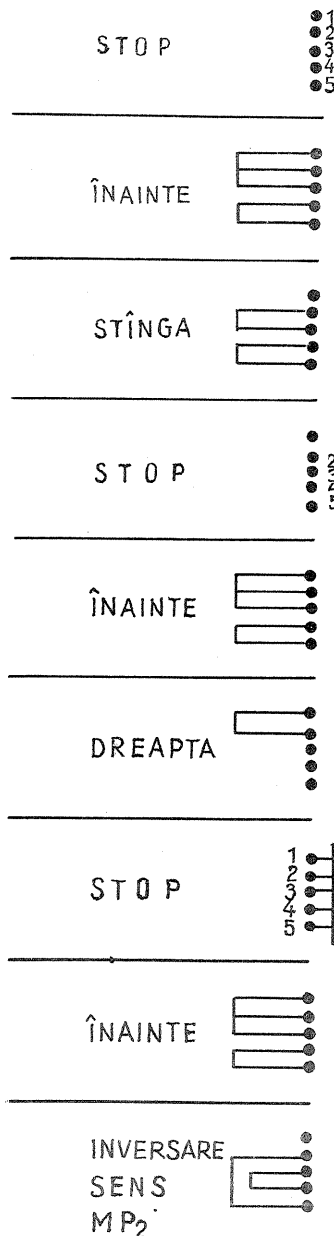 STOP
1
2
3
4
5
ÎNAINTE
STÎNGA
STOP
ÎNAINTE
DREAPTA
STOP
1
2
3
4
5
ÎNAINTE
INVERSARE
SENS
MP2